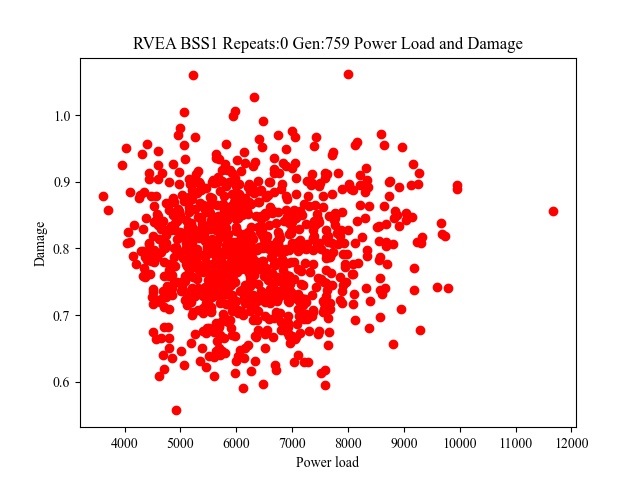 RVEA BSS1 Repeats:0 Gen:759 Power Load and Damage
1.0
0.9
0.8
0.7
0.6
Damage
4000 5000 6000 7000 8000 9000 10000 11000 12000
Power load